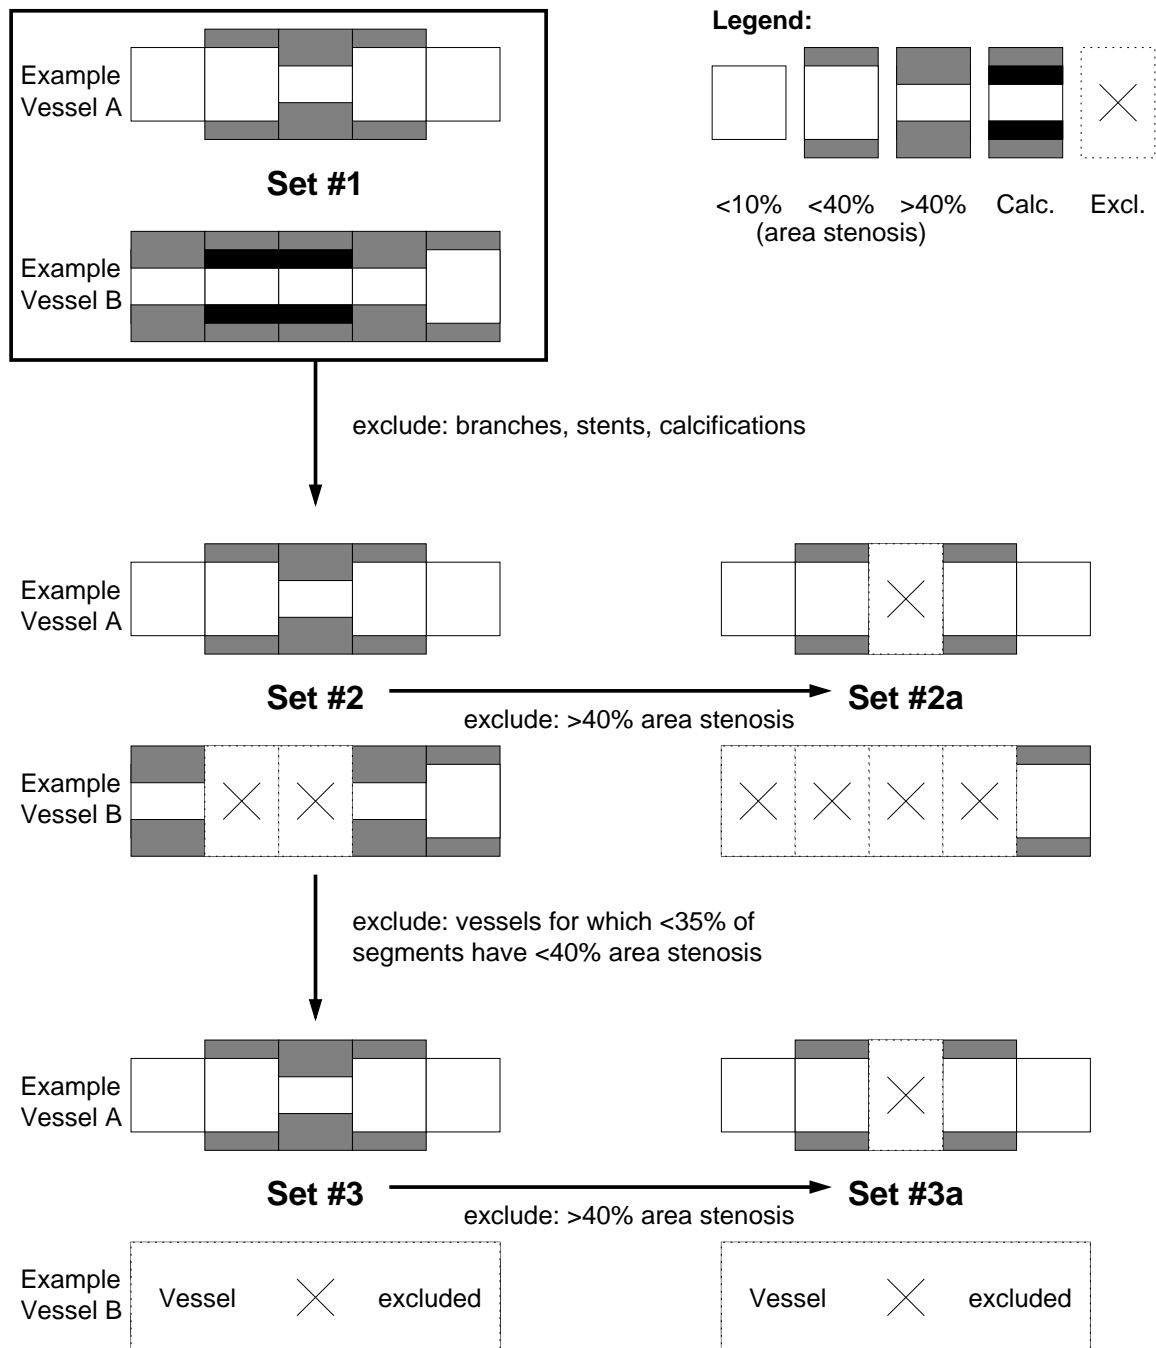 Legend:
Example
Vessel A
Set #1
<10% <40% >40% Calc. Excl.
(area stenosis)
Example
Vessel B
exclude: branches, stents, calcifications
Example
Vessel A
Set #2
exclude: >40% area stenosis
Set #2a
Example
Vessel B
exclude: vessels for which <35% of
segments have <40% area stenosis
Example
Vessel A
Set #3
exclude: >40% area stenosis
Set #3a
Example
Vessel B
Vessel excluded
Vessel excluded